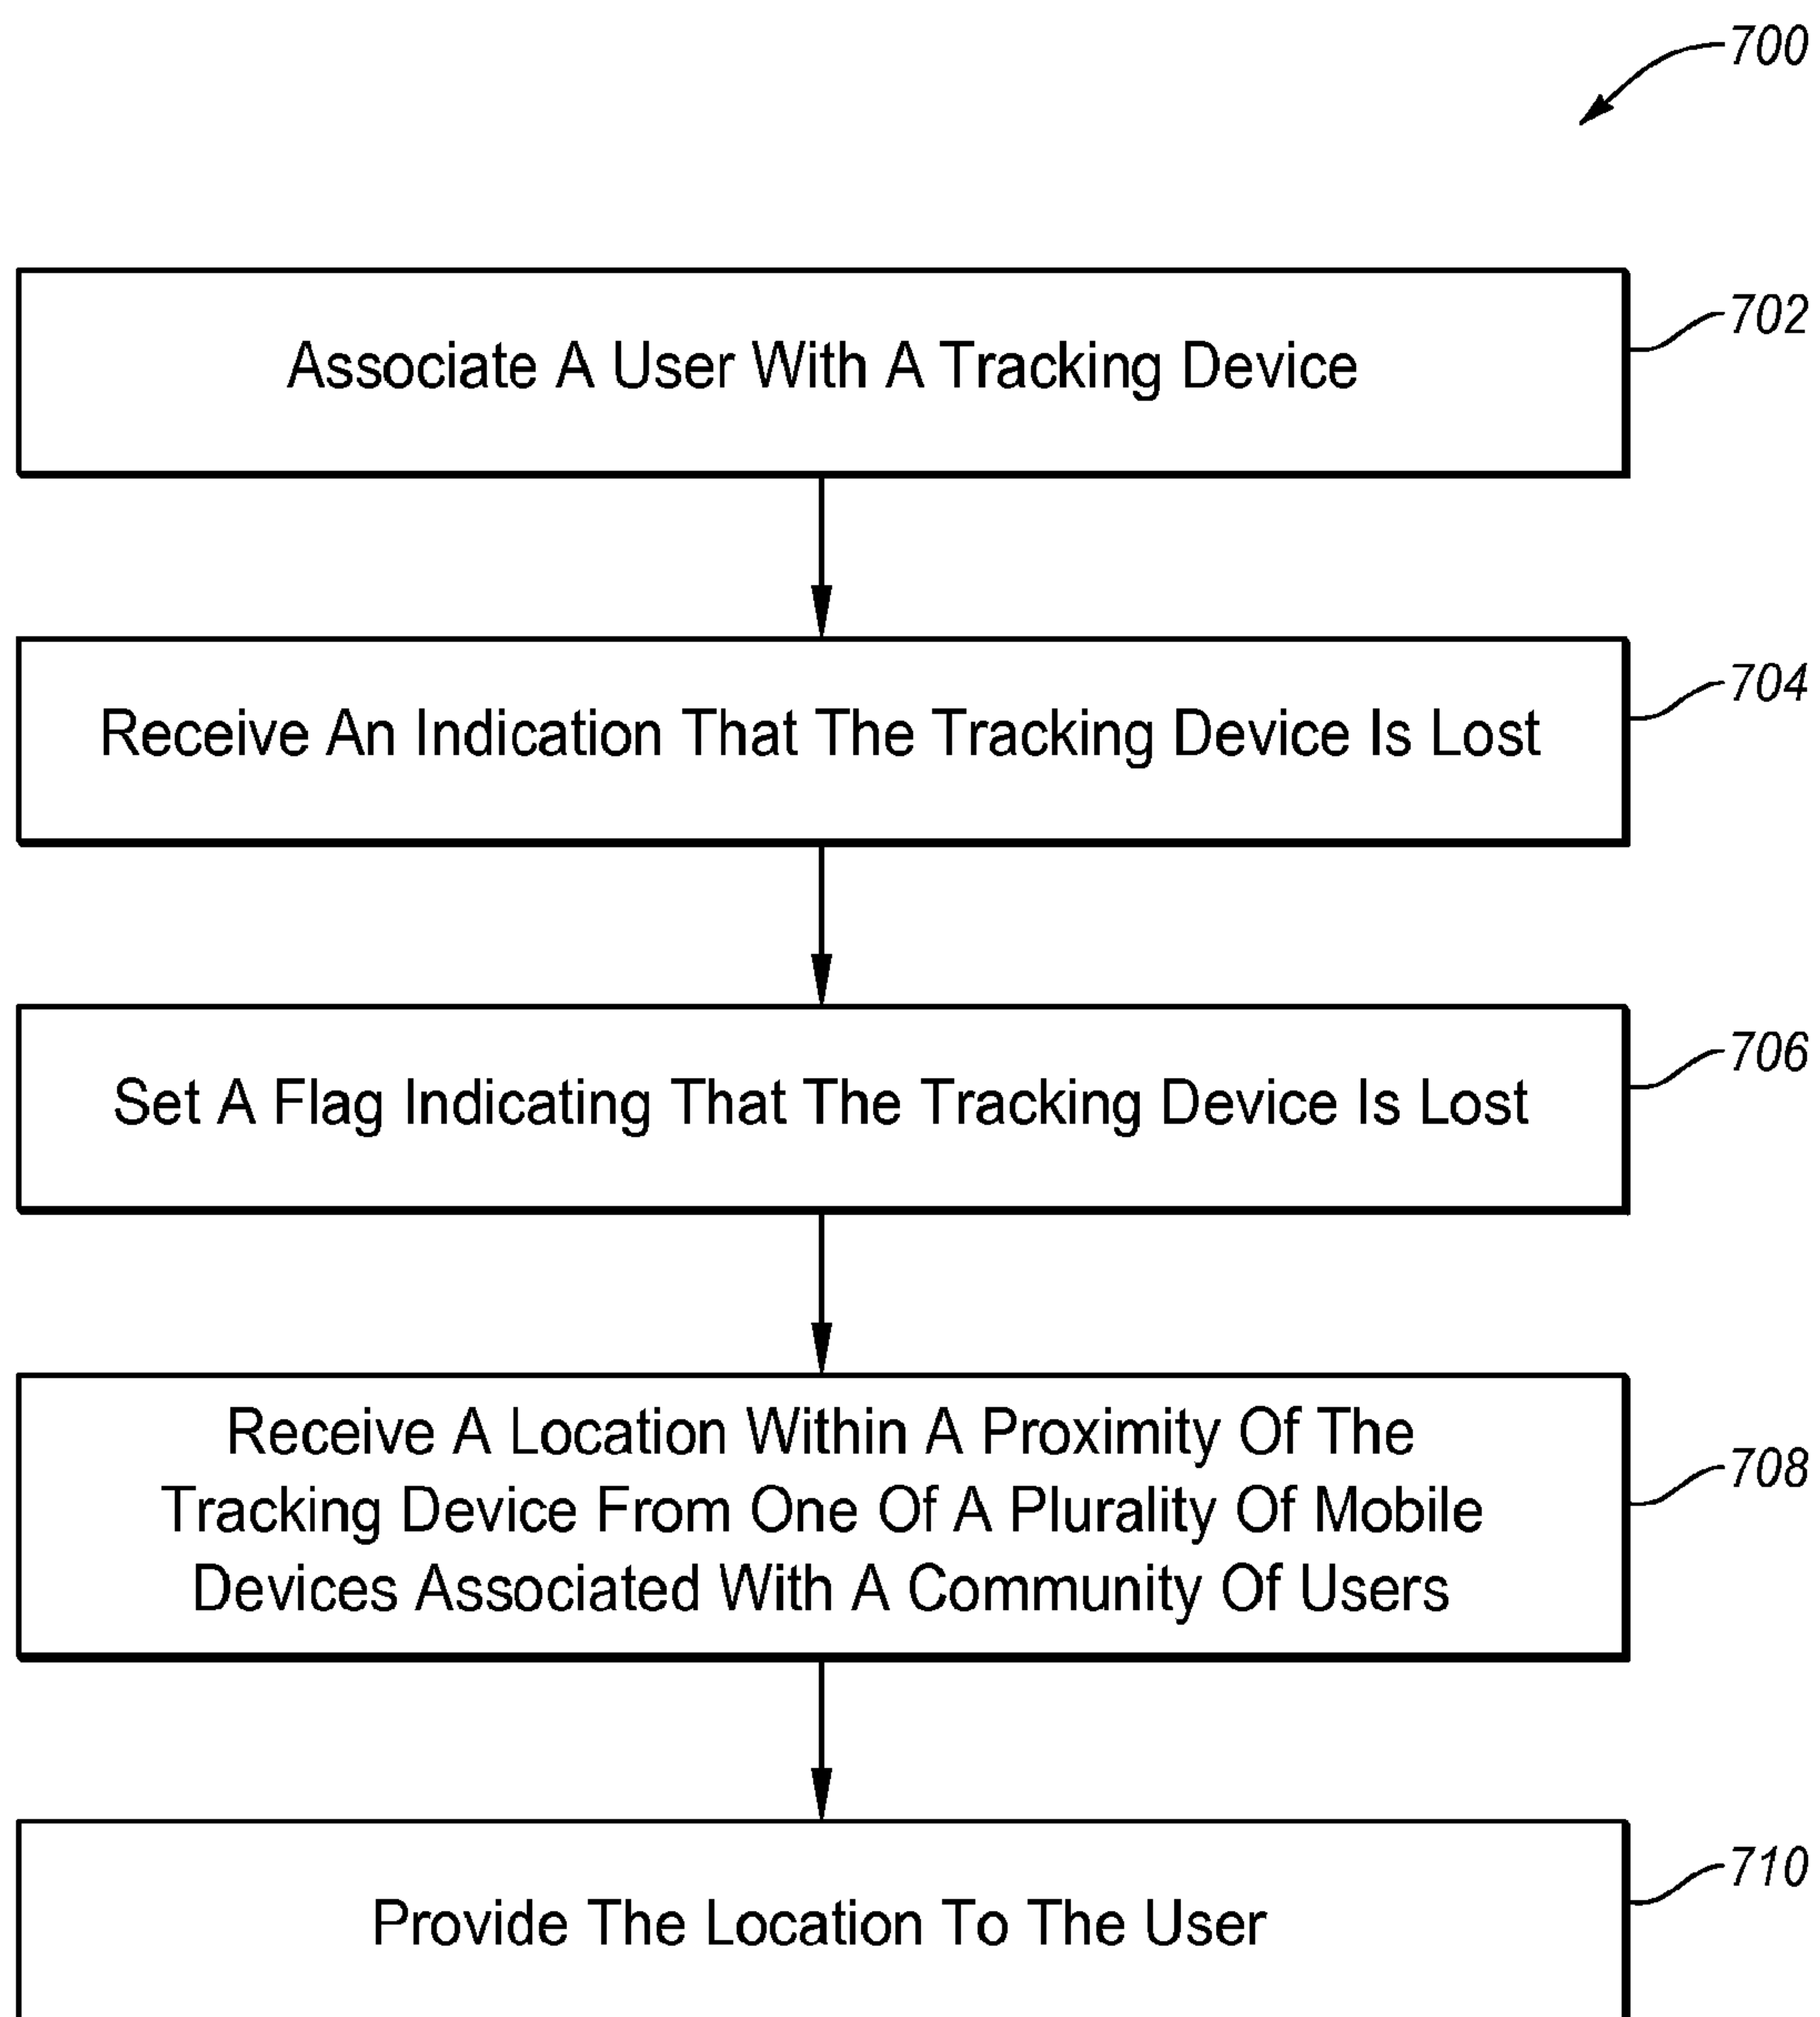 700
Associate A User With A Tracking Device
702
Receive An Indication That The Tracking Device Is Lost
704
Set A Flag Indicating That The Tracking Device Is Lost
706
Receive A Location Within A Proximity Of The
Tracking Device From One Of A Plurality Of Mobile
Devices Associated With A Community Of Users
708
Provide The Location To The User
710